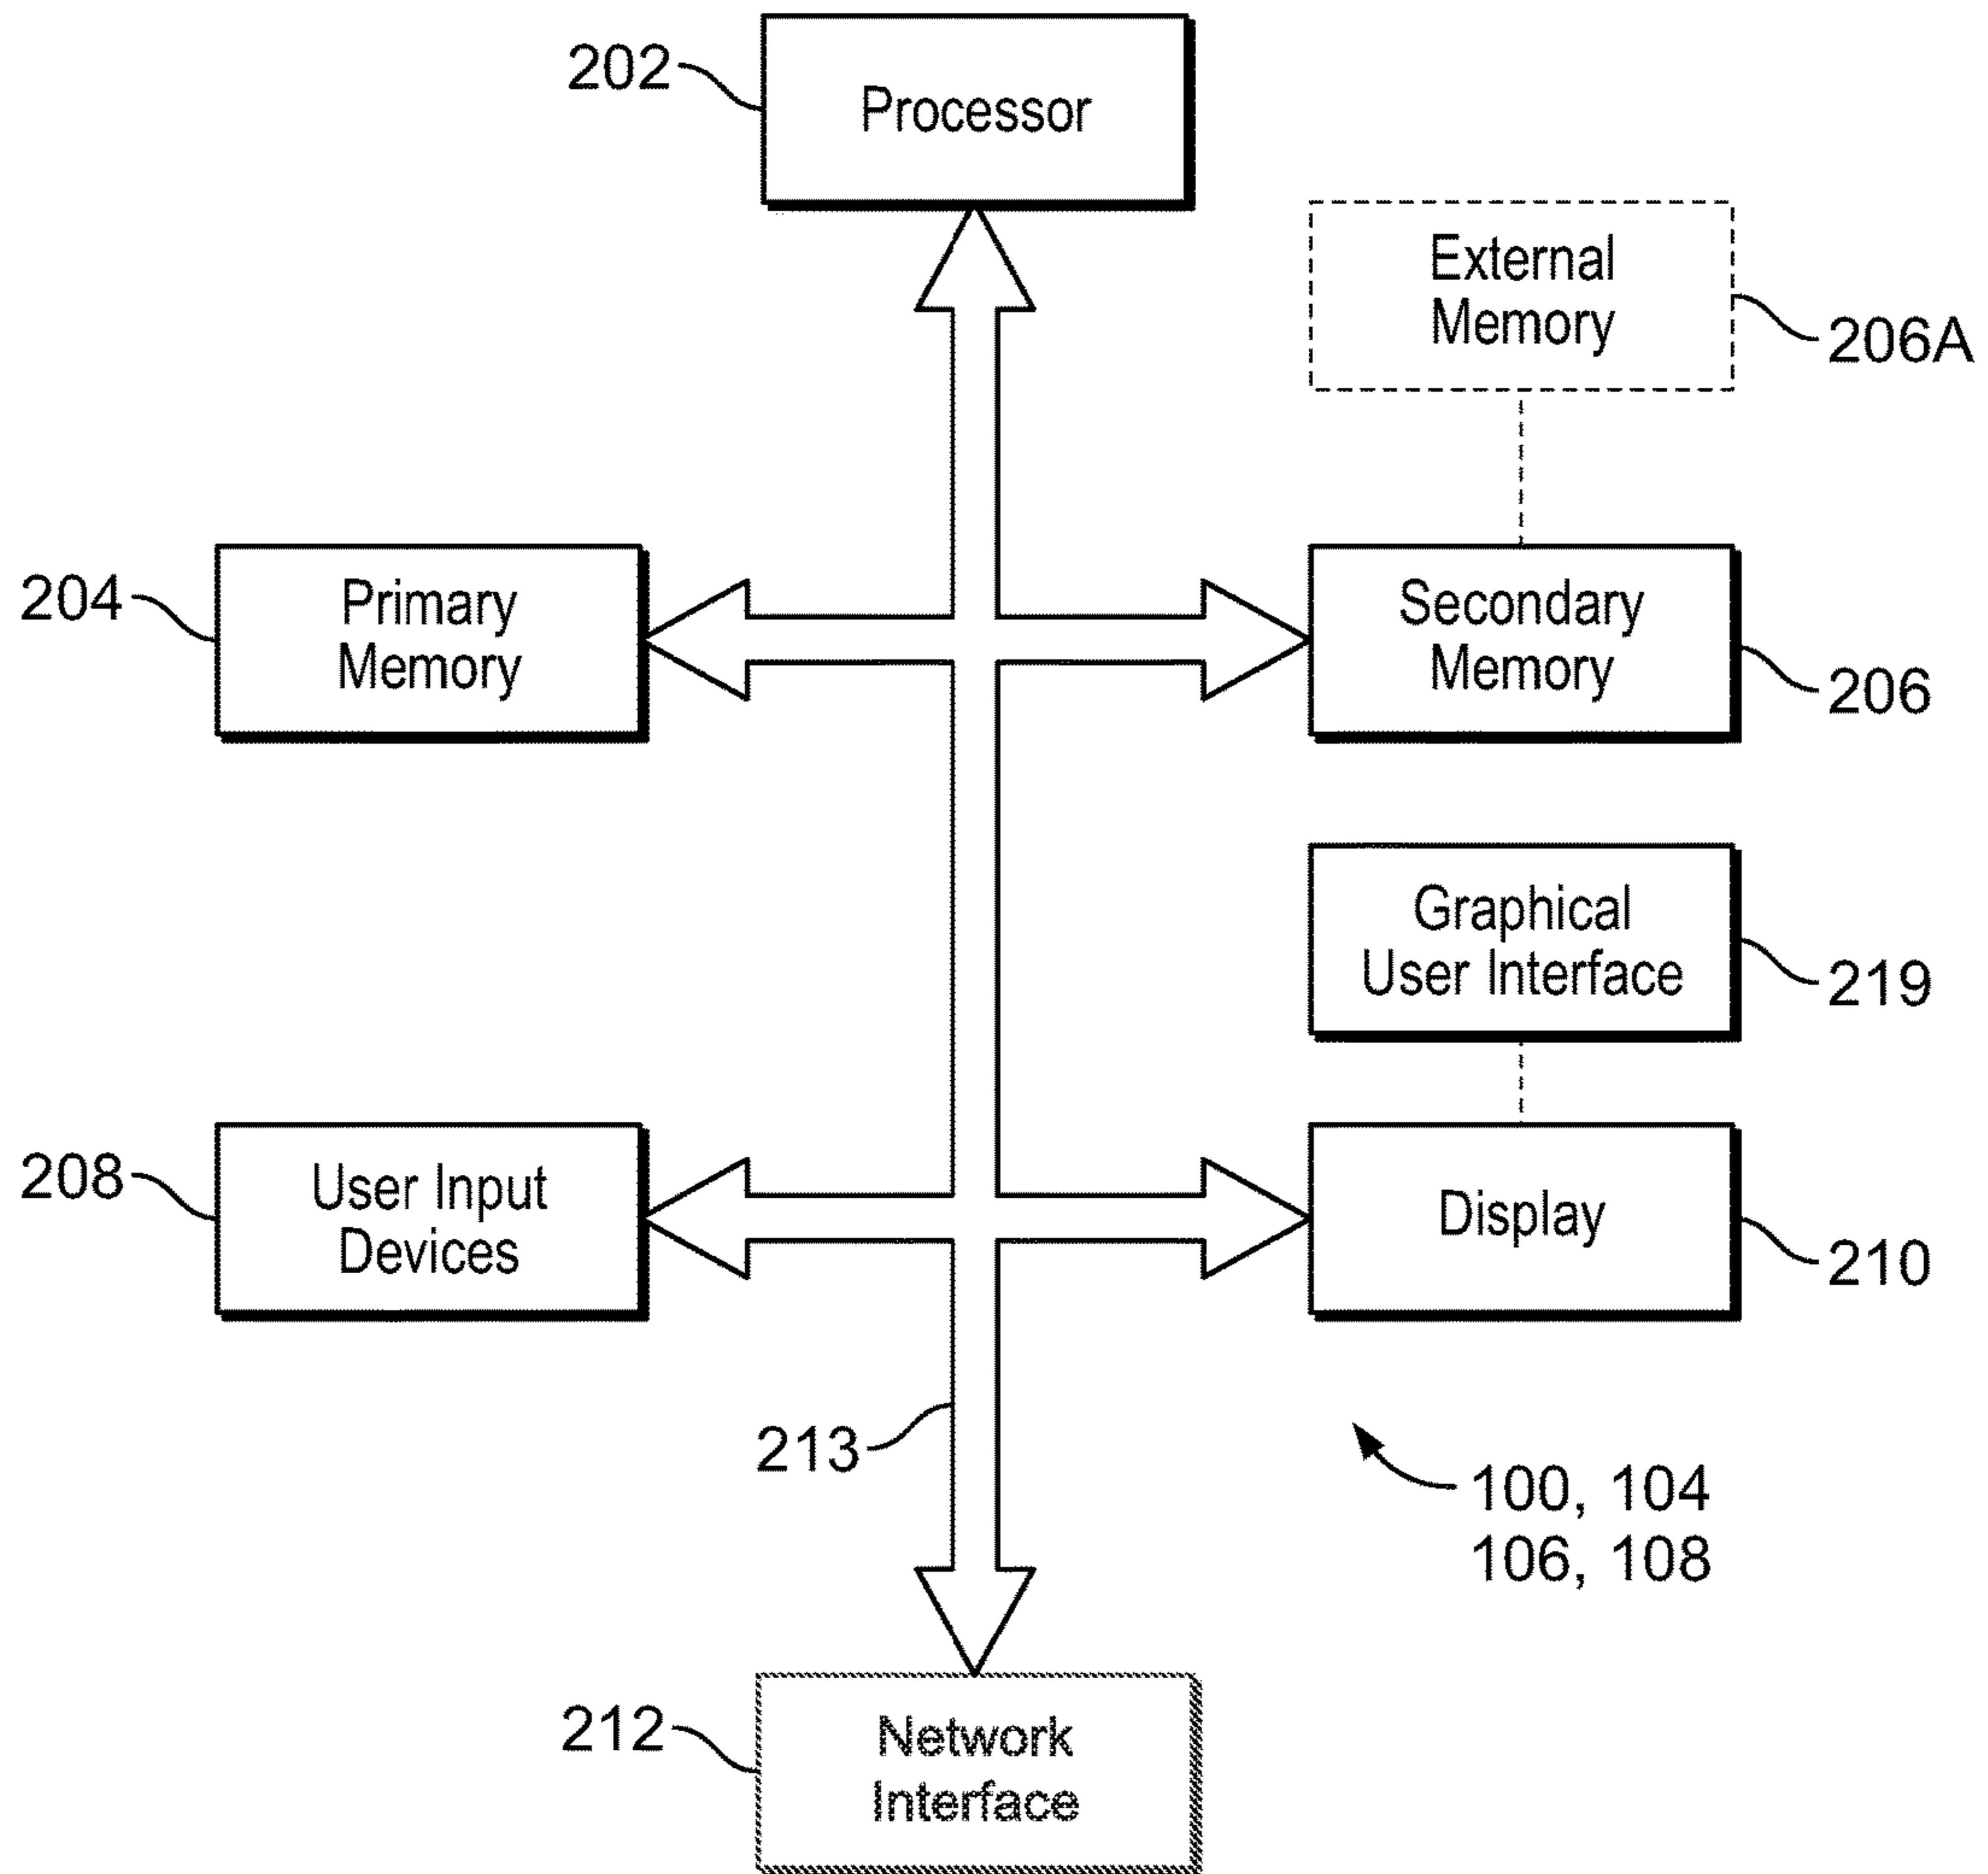 202
Processor
External
Memory
206A
204
Primary
Memory
Secondary
Memory
206
Graphical
User Interface
219
208
User Input
Devices
Display
210
213
100, 104
106, 108
212
Network
Interface